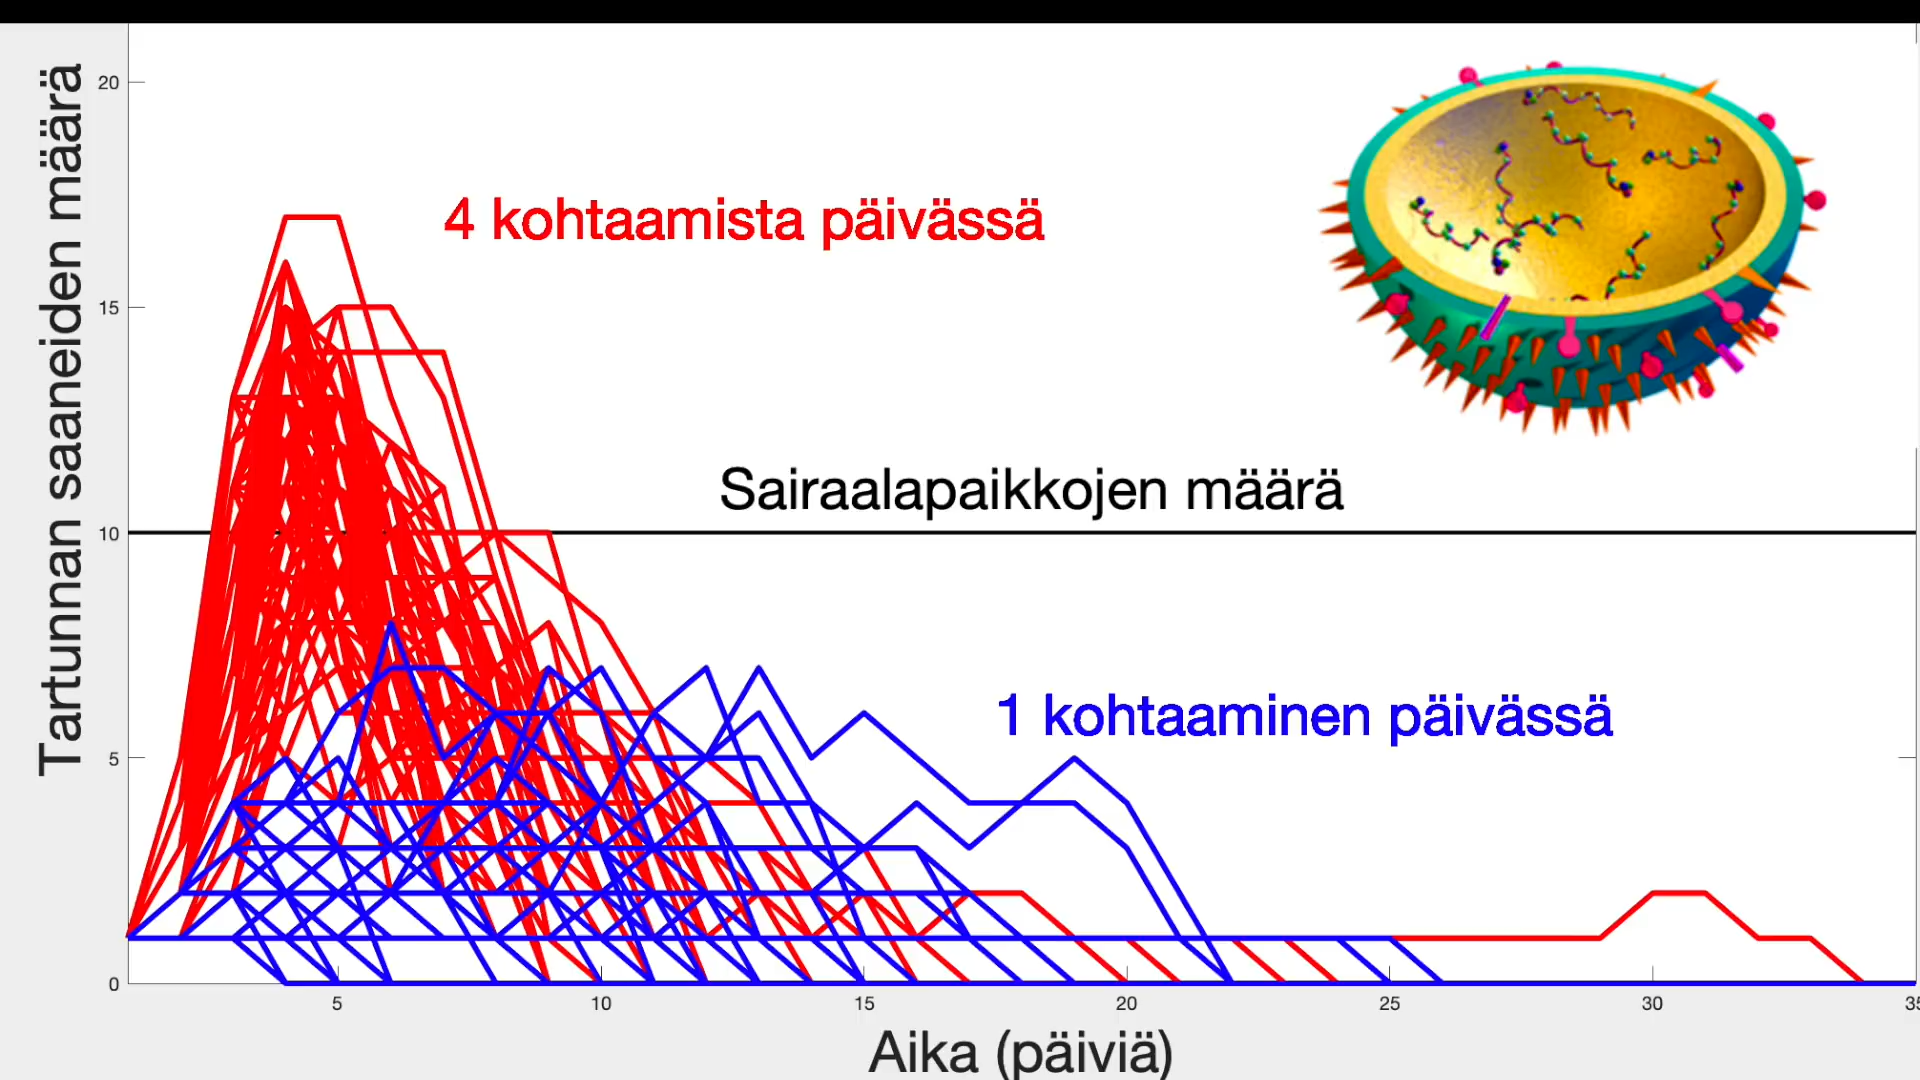 Tartunnan saaneiden määrä
20
15
10
5
0
4 kohtaamista päivässä
Sairaalapaikkojen määrä
1 kohtaaminen päivässä
5
10
15
20
25
30
35
Aika (päiviä)